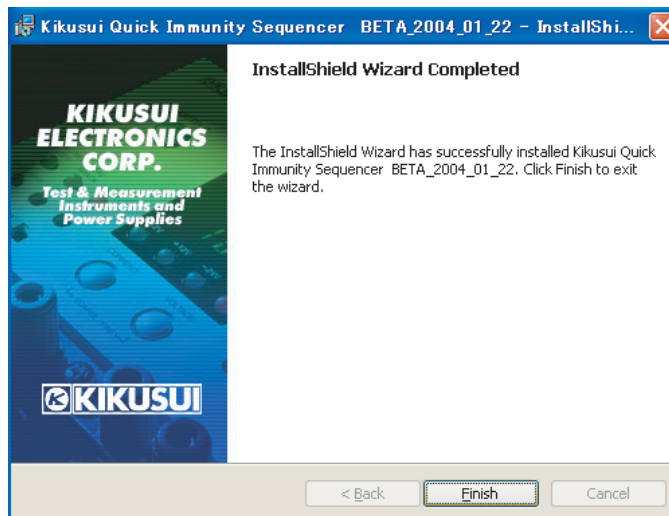 Kikusui Quick Immunity Sequencer BETA_2004_01_22 - InstallShi...
InstallShield Wizard Completed
KIKUSUI
ELECTRONICS
CORP.
Test & Measurement
Instruments and
Power Supplies
The InstallShield Wizard has successfully installed Kikusui Quick
Immunity Sequencer BETA_2004_01_22. Click Finish to exit
the wizard.
KIKUSUI
< Back
Finish
Cancel